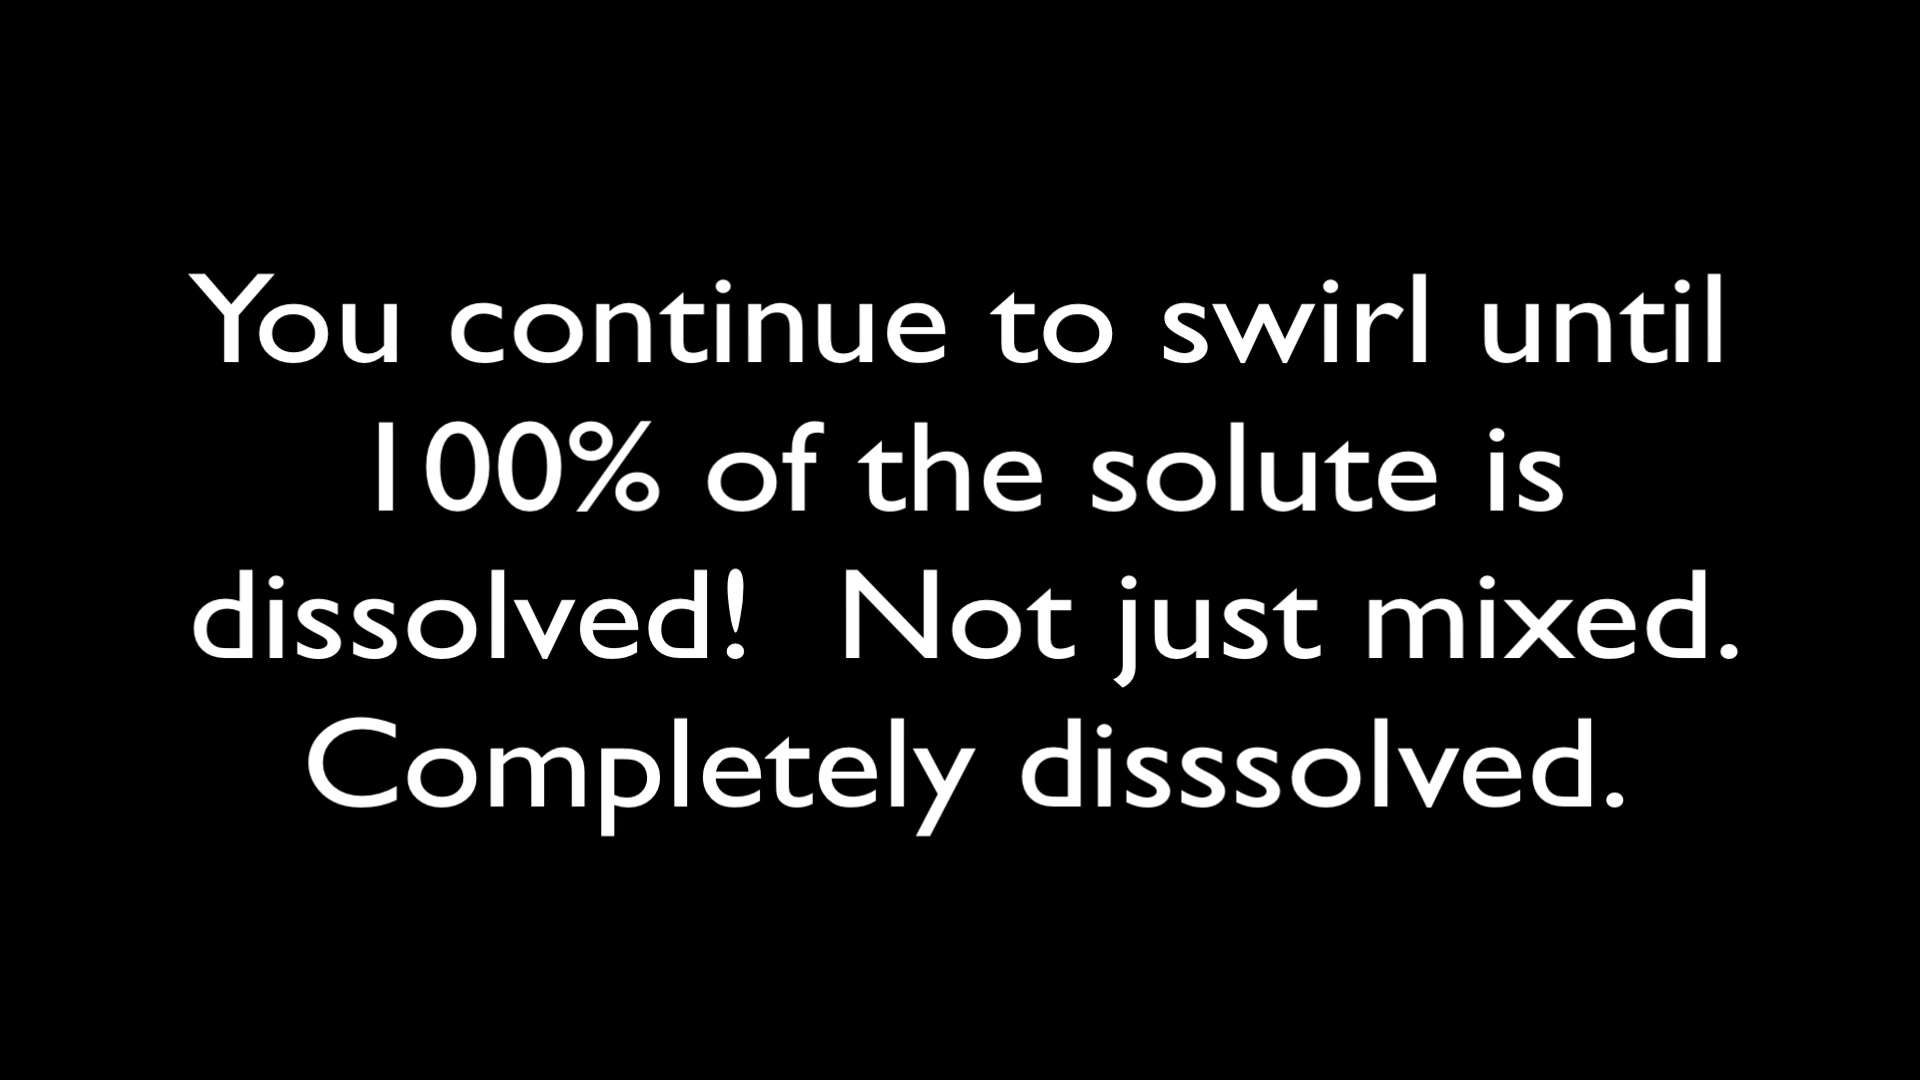 You continue to swirl until
100% of the solute is
dissolved!  Not just mixed.
Completely disssolved.